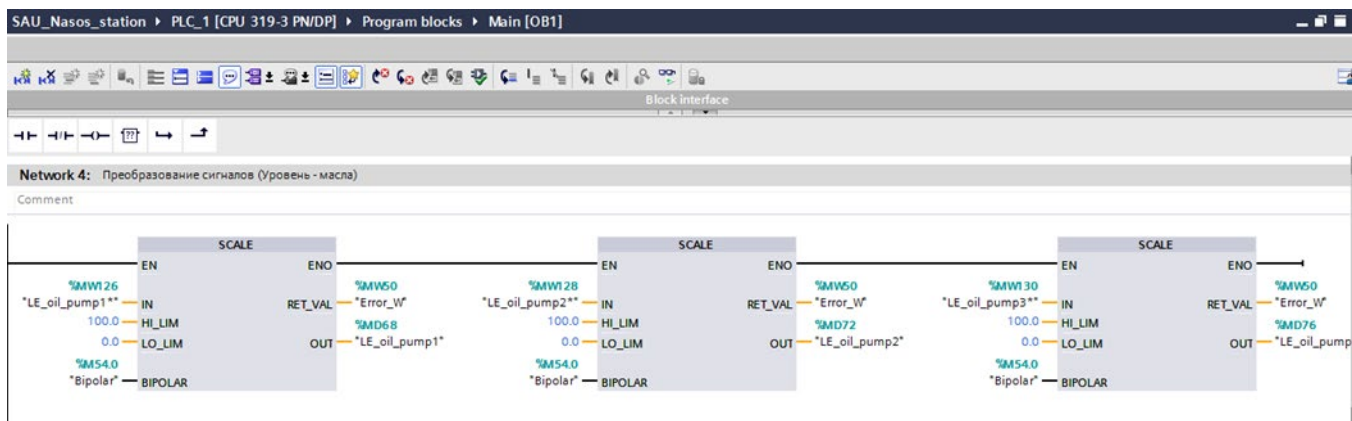 SAU_Nasos_station ▸ PLC_1 [CPU 319-3 PN/DP] ▸ Program blocks ▸ Main [OB1]
Block interface
??
Network 4: Преобразование сигналов (Уровень - масла)
Comment
SCALE SCALE SCALE
EN ENO EN ENO EN ENO
%MW126 %MW50 %MW128 %MW50 %MW130 %MW50
"LE_oil_pump1*" IN RET_VAL "Error_W" "LE_oil_pump2*" IN RET_VAL "Error_W" "LE_oil_pump3*" IN RET_VAL "Error_W"
100.0 HI_LIM %MD68 100.0 HI_LIM %MD72 100.0 HI_LIM %MD76
0.0 LO_LIM OUT "LE_oil_pump1" 0.0 LO_LIM OUT "LE_oil_pump2" 0.0 LO_LIM OUT "LE_oil_pump
%M54.0 %M54.0 %M54.0
"Bipolar" BIPOLAR "Bipolar" BIPOLAR "Bipolar" BIPOLAR